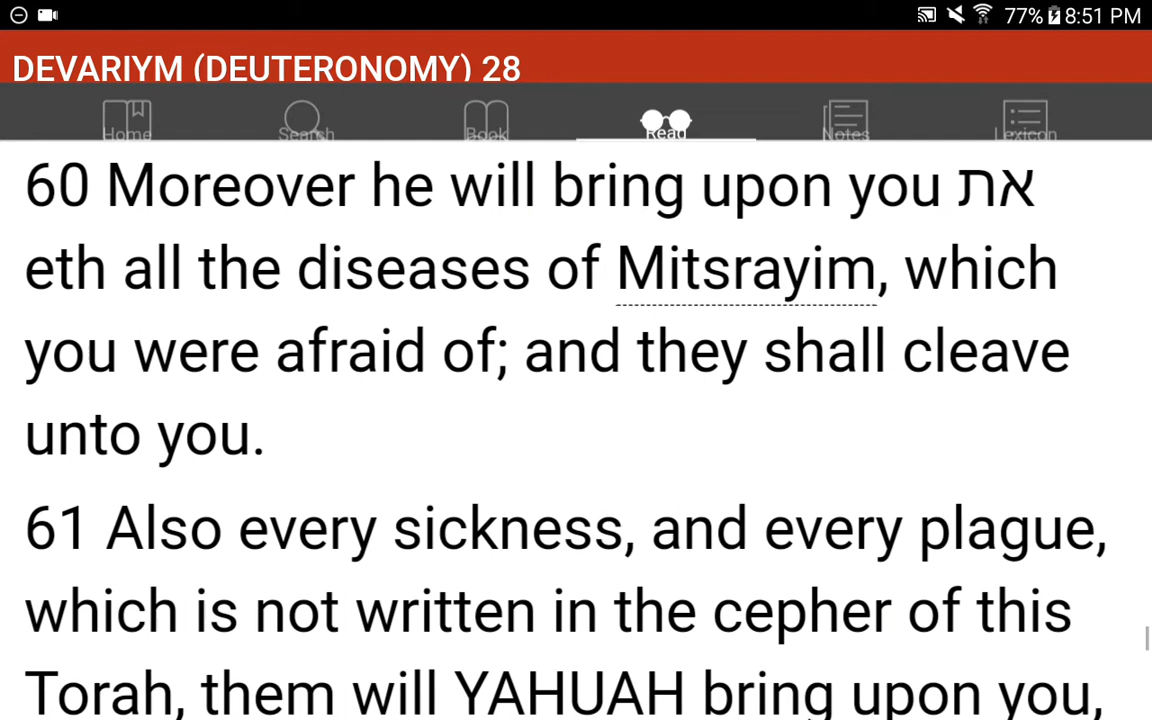 77% 8:51 PM
DEVARIYM (DEUTERONOMY) 28
Home Search Book Read Notes Lexicon
60 Moreover he will bring upon you את
eth all the diseases of Mitsrayim, which
you were afraid of; and they shall cleave
unto you.
61 Also every sickness, and every plague,
which is not written in the cepher of this
Torah, them will YAHUAH bring upon you,